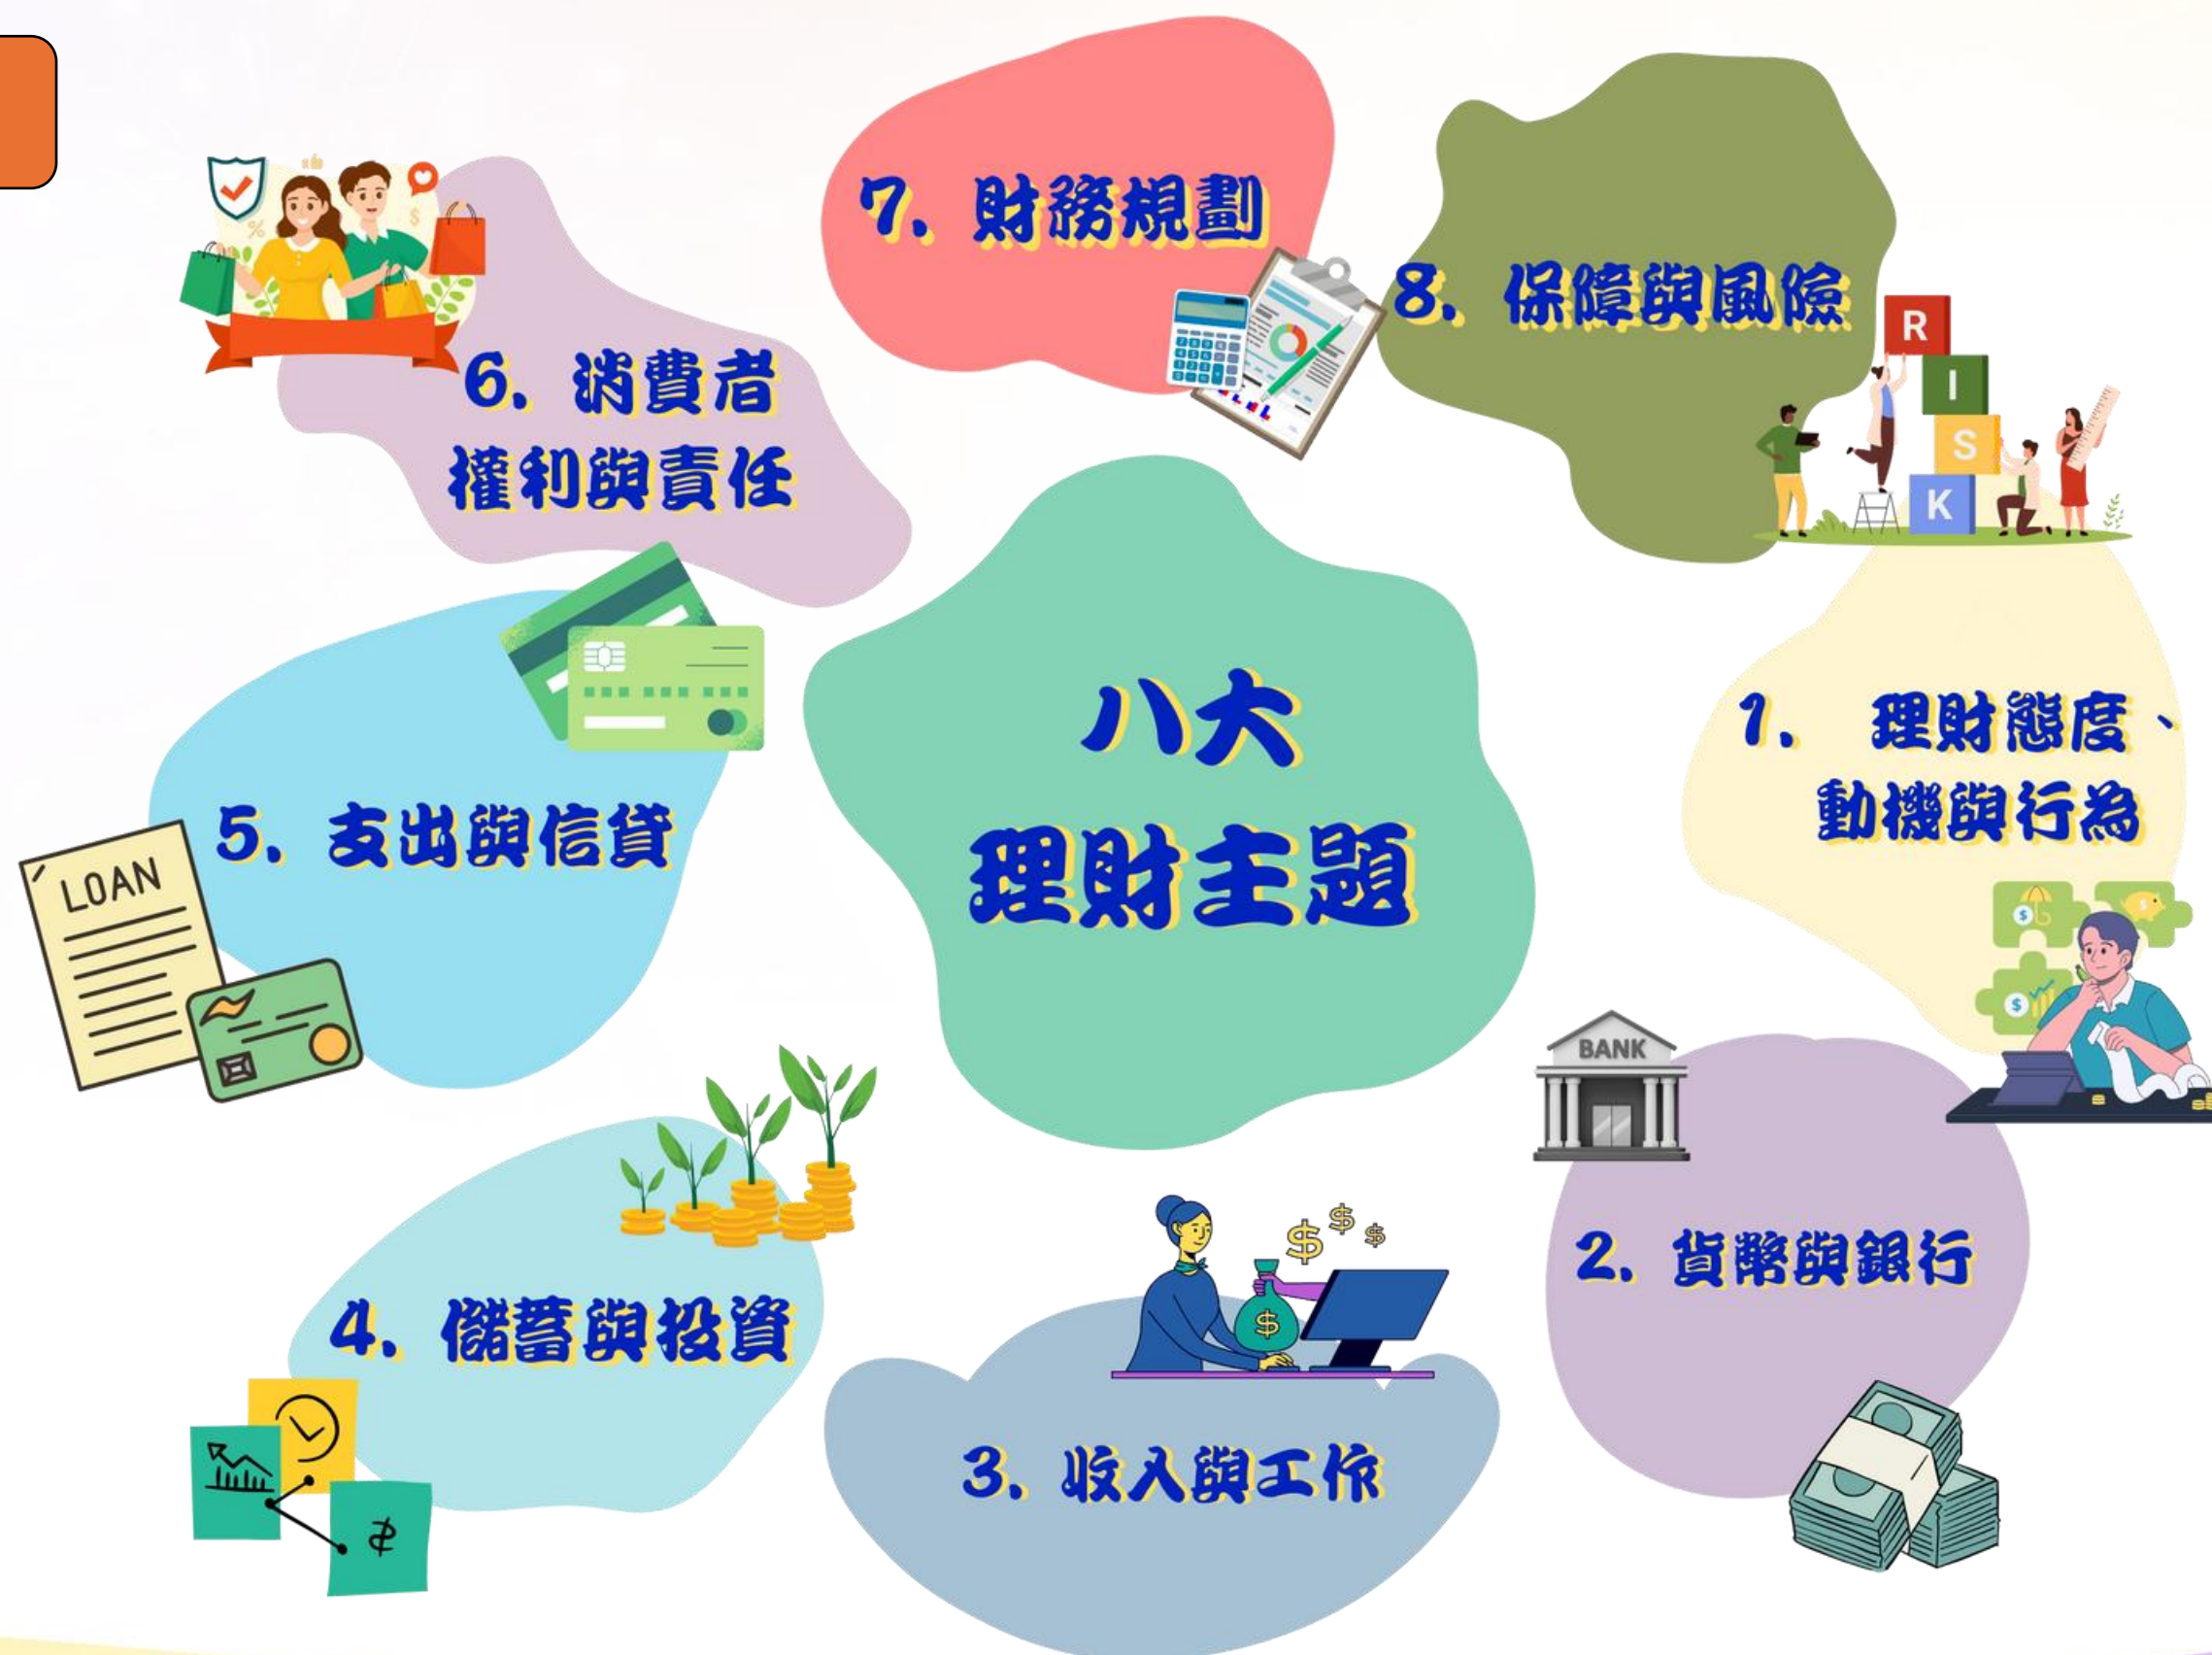 八大
理財主題
1. 理財態度、
動機與行為
2. 貨幣與銀行
3. 收入與工作
4. 儲蓄與投資
5. 支出與信貸
6. 消費者
權利與責任
7. 財務規劃
8. 保障與風險
R
I
S
K
BANK
LOAN